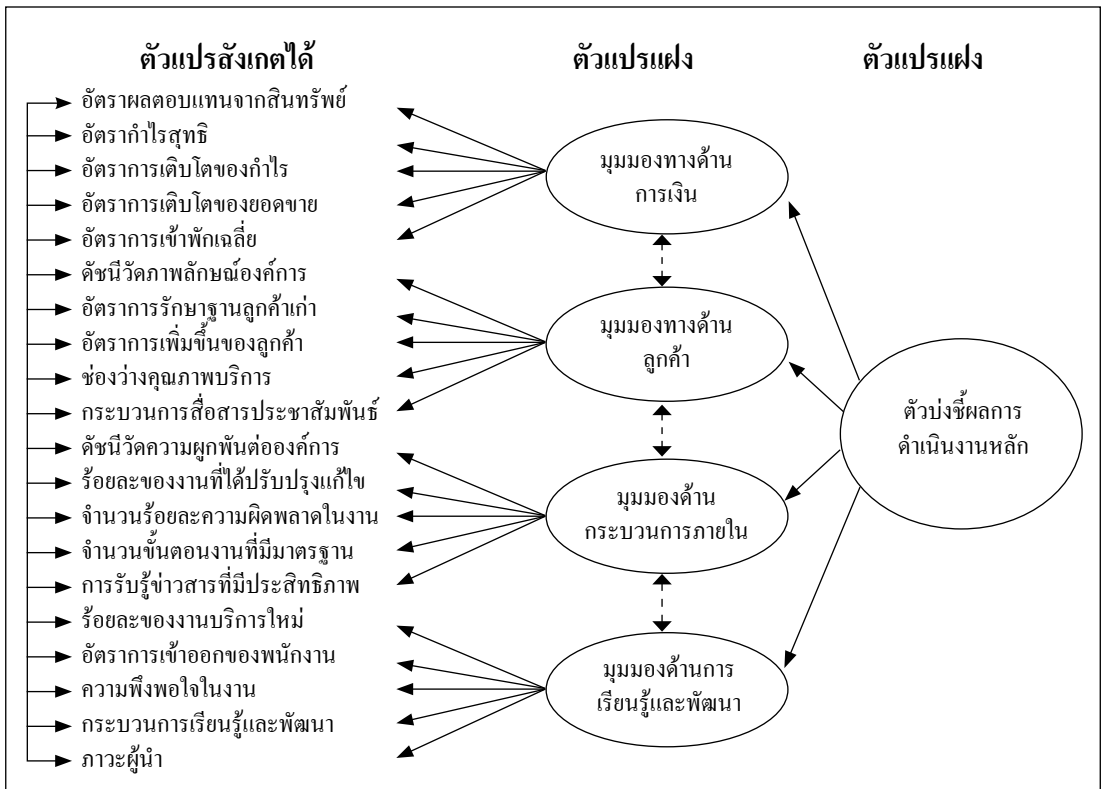 ตัวแปรสังเกตได้
ตัวแปรแฝง
ตัวแปรแฝง
อัตราผลตอบแทนจากสินทรัพย์
อัตรากำไรสุทธิ
อัตราการเติบโตของกำไร
อัตราการเติบโตของยอดขาย
อัตราการเข้าพักเฉลี่ย
ดัชนีวัดภาพลักษณ์องค์การ
อัตราการรักษาฐานลูกค้าเก่า
อัตราการเพิ่มขึ้นของลูกค้า
ช่องว่างคุณภาพบริการ
กระบวนการสื่อสารประชาสัมพันธ์
ดัชนีวัดความผูกพันต่อองค์การ
ร้อยละของงานที่ได้ปรับปรุงแก้ไข
จำนวนร้อยละความผิดพลาดในงาน
จำนวนขั้นตอนงานที่มีมาตรฐาน
การรับรู้ข่าวสารที่มีประสิทธิภาพ
ร้อยละของงานบริการใหม่
อัตราการเข้าออกของพนักงาน
ความพึงพอใจในงาน
กระบวนการเรียนรู้และพัฒนา
ภาวะผู้นำ
มุมมองทางด้าน
การเงิน
มุมมองทางด้าน
ลูกค้า
มุมมองด้าน
กระบวนการภายใน
มุมมองด้านการ
เรียนรู้และพัฒนา
ตัวบ่งชี้ผลการ
ดำเนินงานหลัก